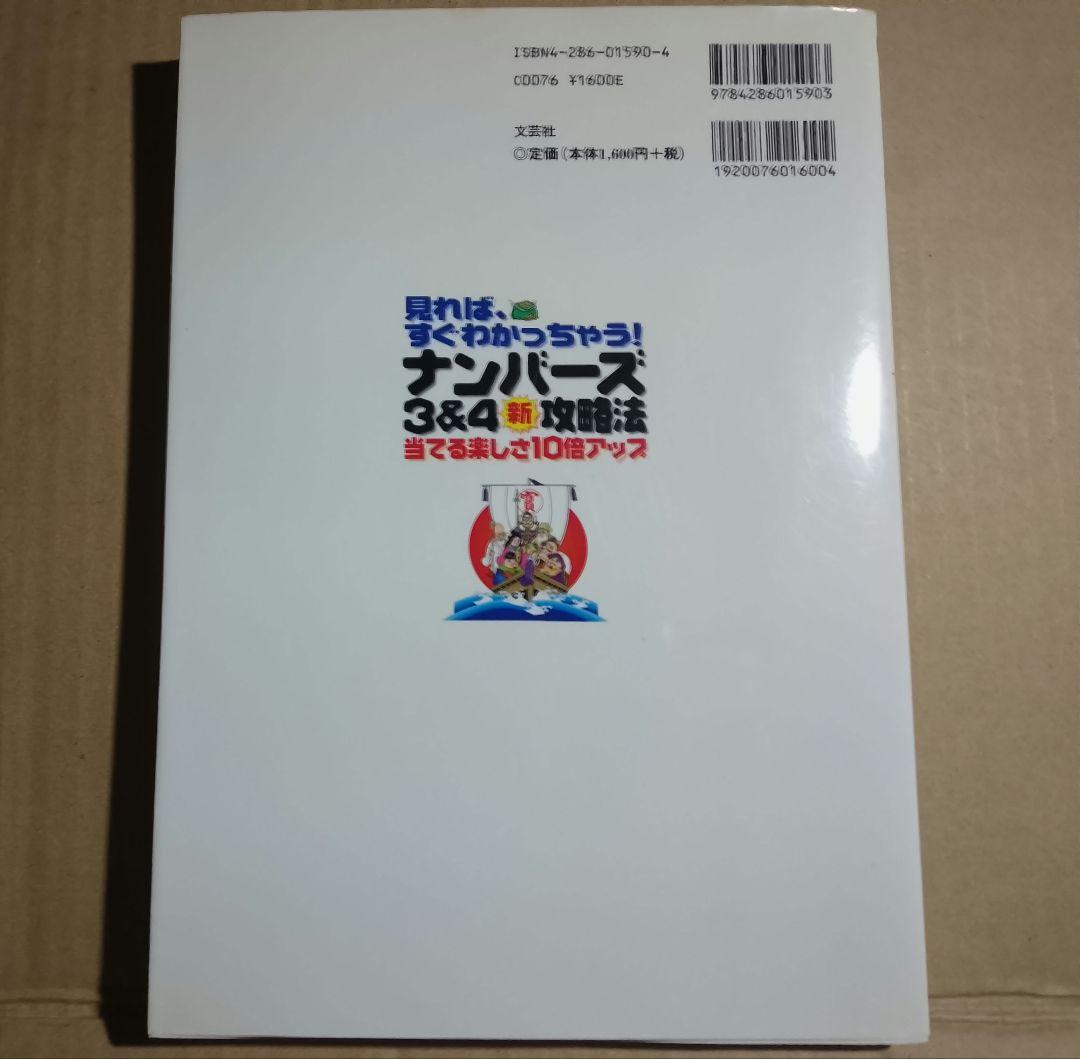 ISBN4-286-01590-4
C0076 ¥1600E
9784286015903
文芸社
◎定価(本体1,600円+税)
1920076016004
見れば、
すぐわかっちゃう!
ナンバーズ
3&4新攻略法
当てる楽しさ10倍アップ
寳